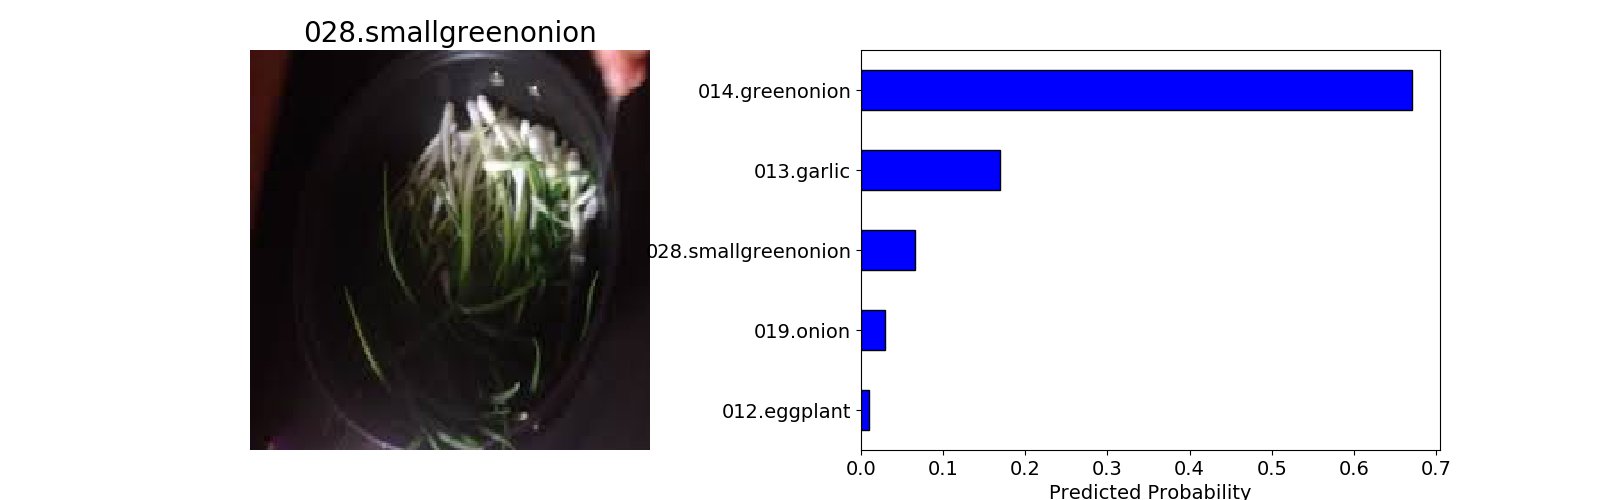 028.smallgreenonion
014.greenonion
013.garlic
028.smallgreenonion
019.onion
012.eggplant
0.0 0.1 0.2 0.3 0.4 0.5 0.6 0.7
Predicted Probability